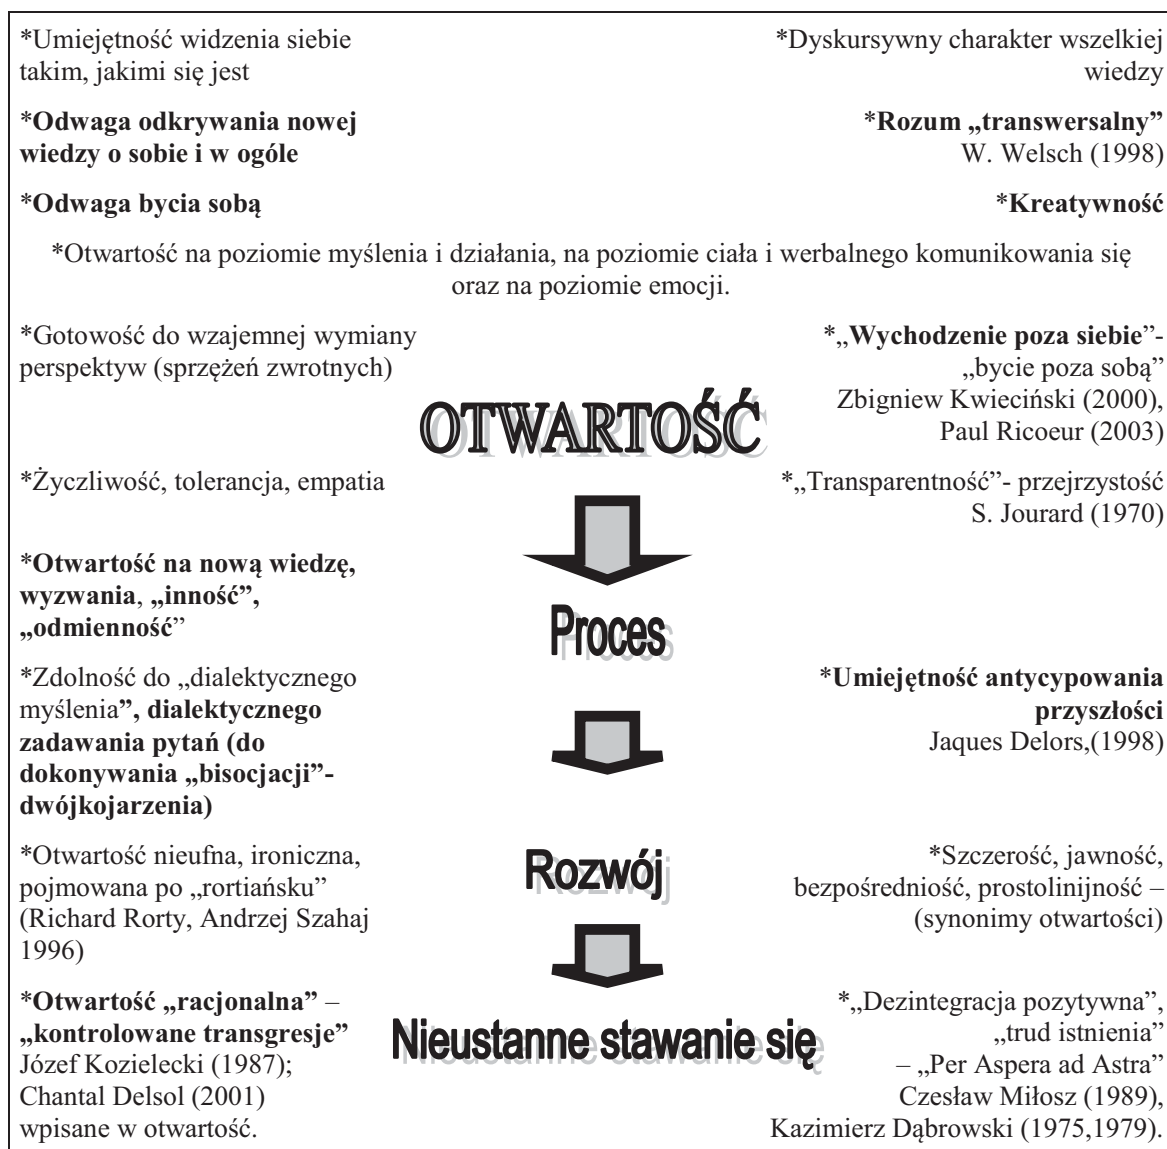 *Umiejętność widzenia siebie
takim, jakimi się jest
*Dyskursywny charakter wszelkiej
wiedzy
*Odwaga odkrywania nowej
wiedzy o sobie i w ogóle
*Rozum „transwersalny”
W. Welsch (1998)
*Odwaga bycia sobą
*Kreatywność
*Otwartość na poziomie myślenia i działania, na poziomie ciała i werbalnego komunikowania się
oraz na poziomie emocji.
*Gotowość do wzajemnej wymiany
perspektyw (sprzężeń zwrotnych)
*„Wychodzenie poza siebie”-
„bycie poza sobą”
Zbigniew Kwieciński (2000),
Paul Ricoeur (2003)
OTWARTOŚĆ
*Życzliwość, tolerancja, empatia
*„Transparentność”- przejrzystość
S. Jourard (1970)
*Otwartość na nową wiedzę,
wyzwania, „inność”,
„odmienność”
Proces
*Zdolność do „dialektycznego
myślenia”, dialektycznego
zadawania pytań (do
dokonywania „bisocjacji”-
dwójkojarzenia)
*Umiejętność antycypowania
przyszłości
Jaques Delors,(1998)
*Otwartość nieufna, ironiczna,
pojmowana po „rortiańsku”
(Richard Rorty, Andrzej Szahaj
1996)
Rozwój
*Szczerość, jawność,
bezpośredniość, prostolinijność –
(synonimy otwartości)
*Otwartość „racjonalna” –
„kontrolowane transgresje”
Józef Kozielecki (1987);
Chantal Delsol (2001)
wpisane w otwartość.
Nieustanne stawanie się
*„Dezintegracja pozytywna”,
„trud istnienia”
– „Per Aspera ad Astra”
Czesław Miłosz (1989),
Kazimierz Dąbrowski (1975,1979).